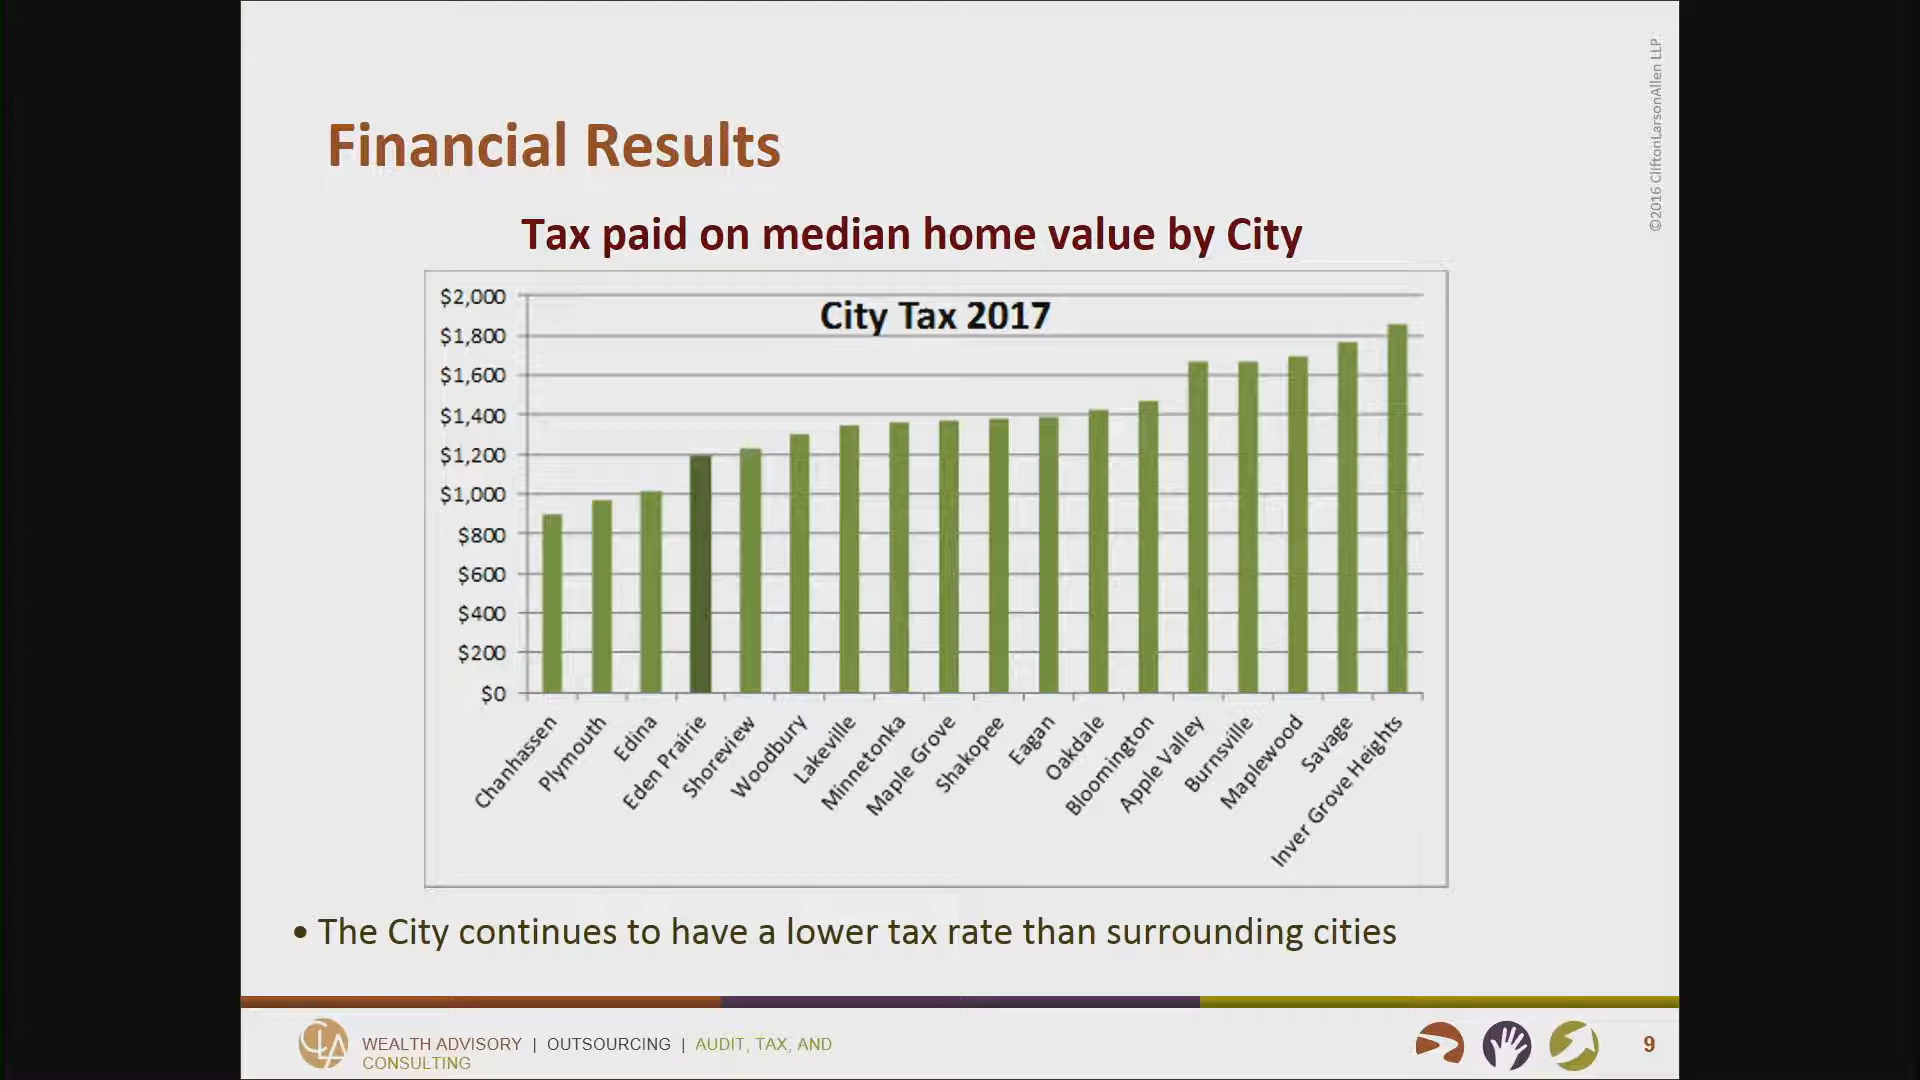 ©2016 CliftonLarsonAllen LLP
Financial Results
Tax paid on median home value by City
City Tax 2017
$2,000
$1,800
$1,600
$1,400
$1,200
$1,000
$800
$600
$400
$200
$0
Chanhassen
Plymouth
Edina
Eden Prairie
Shoreview
Woodbury
Lakeville
Minnetonka
Maple Grove
Shakopee
Eagan
Oakdale
Bloomington
Apple Valley
Burnsville
Maplewood
Savage
Inver Grove Heights
• The City continues to have a lower tax rate than surrounding cities
CLA
WEALTH ADVISORY | OUTSOURCING | AUDIT, TAX, AND
CONSULTING
9